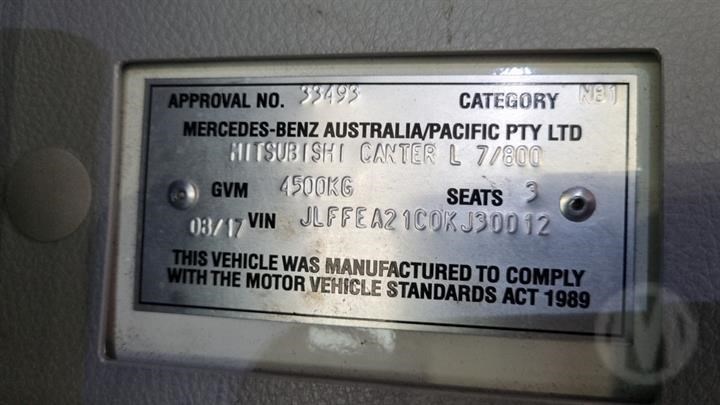 APPROVAL NO. 33493 CATEGORY NB1
MERCEDES-BENZ AUSTRALIA/PACIFIC PTY LTD
MITSUBISHI CANTER L 7/800
GVM 4500KG SEATS 3
08/17 VIN JLFFEA21C0KJ30012
THIS VEHICLE WAS MANUFACTURED TO COMPLY
WITH THE MOTOR VEHICLE STANDARDS ACT 1989
M